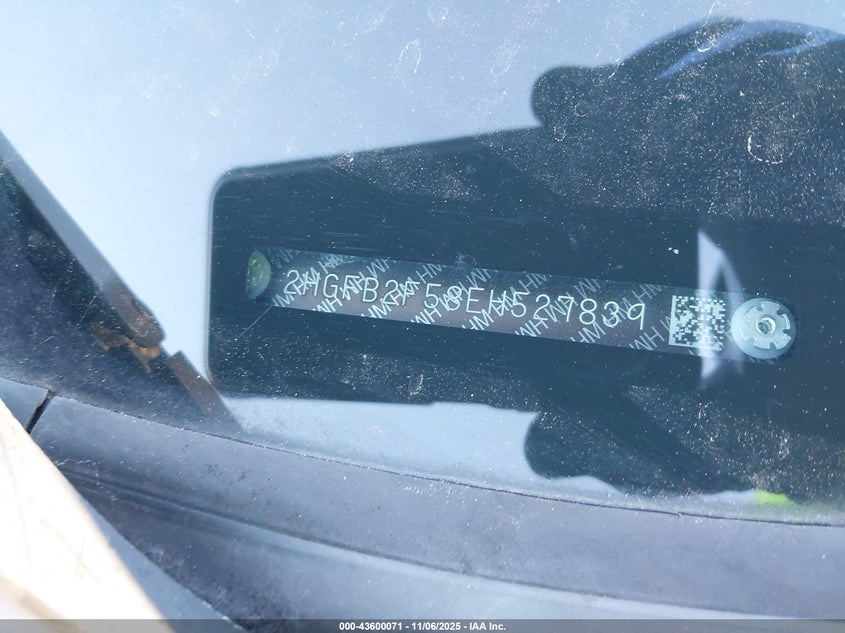 2HGFB2F58EH527839
000-43600071 - 11/06/2025 - IAA Inc.